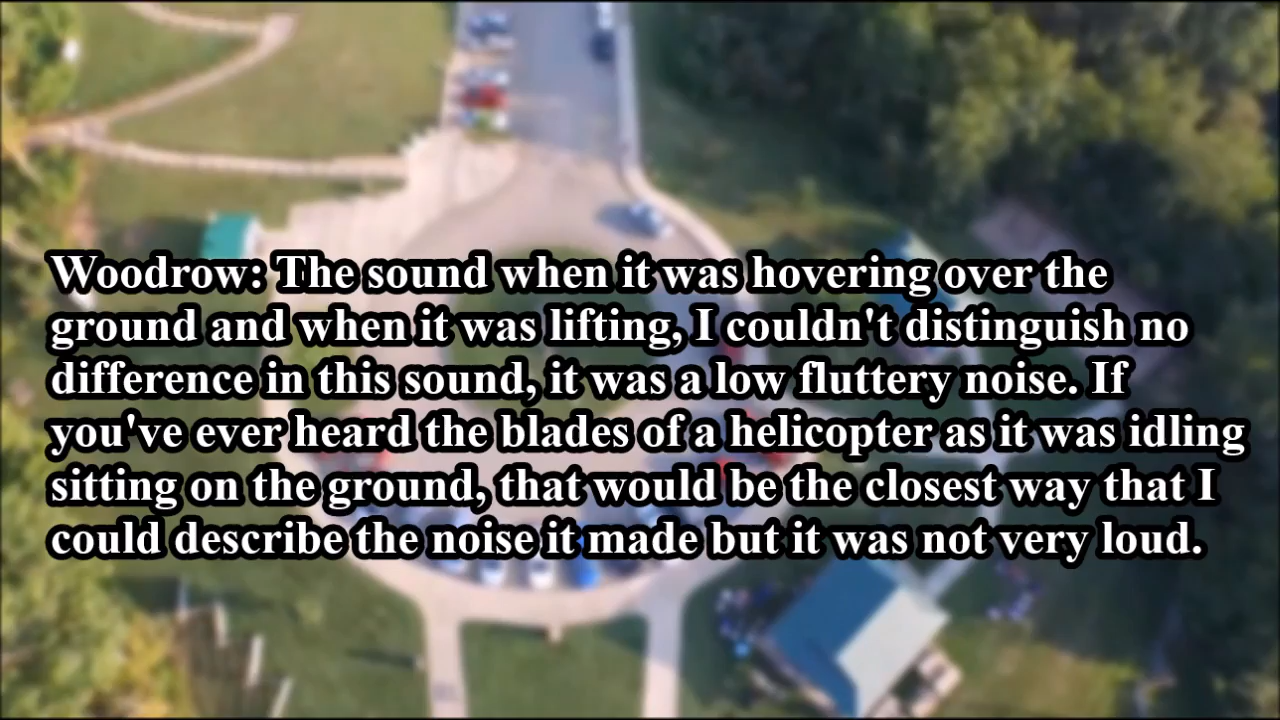 Woodrow: The sound when it was hovering over the
ground and when it was lifting, I couldn't distinguish no
difference in this sound, it was a low fluttery noise. If
you've ever heard the blades of a helicopter as it was idling
sitting on the ground, that would be the closest way that I
could describe the noise it made but it was not very loud.